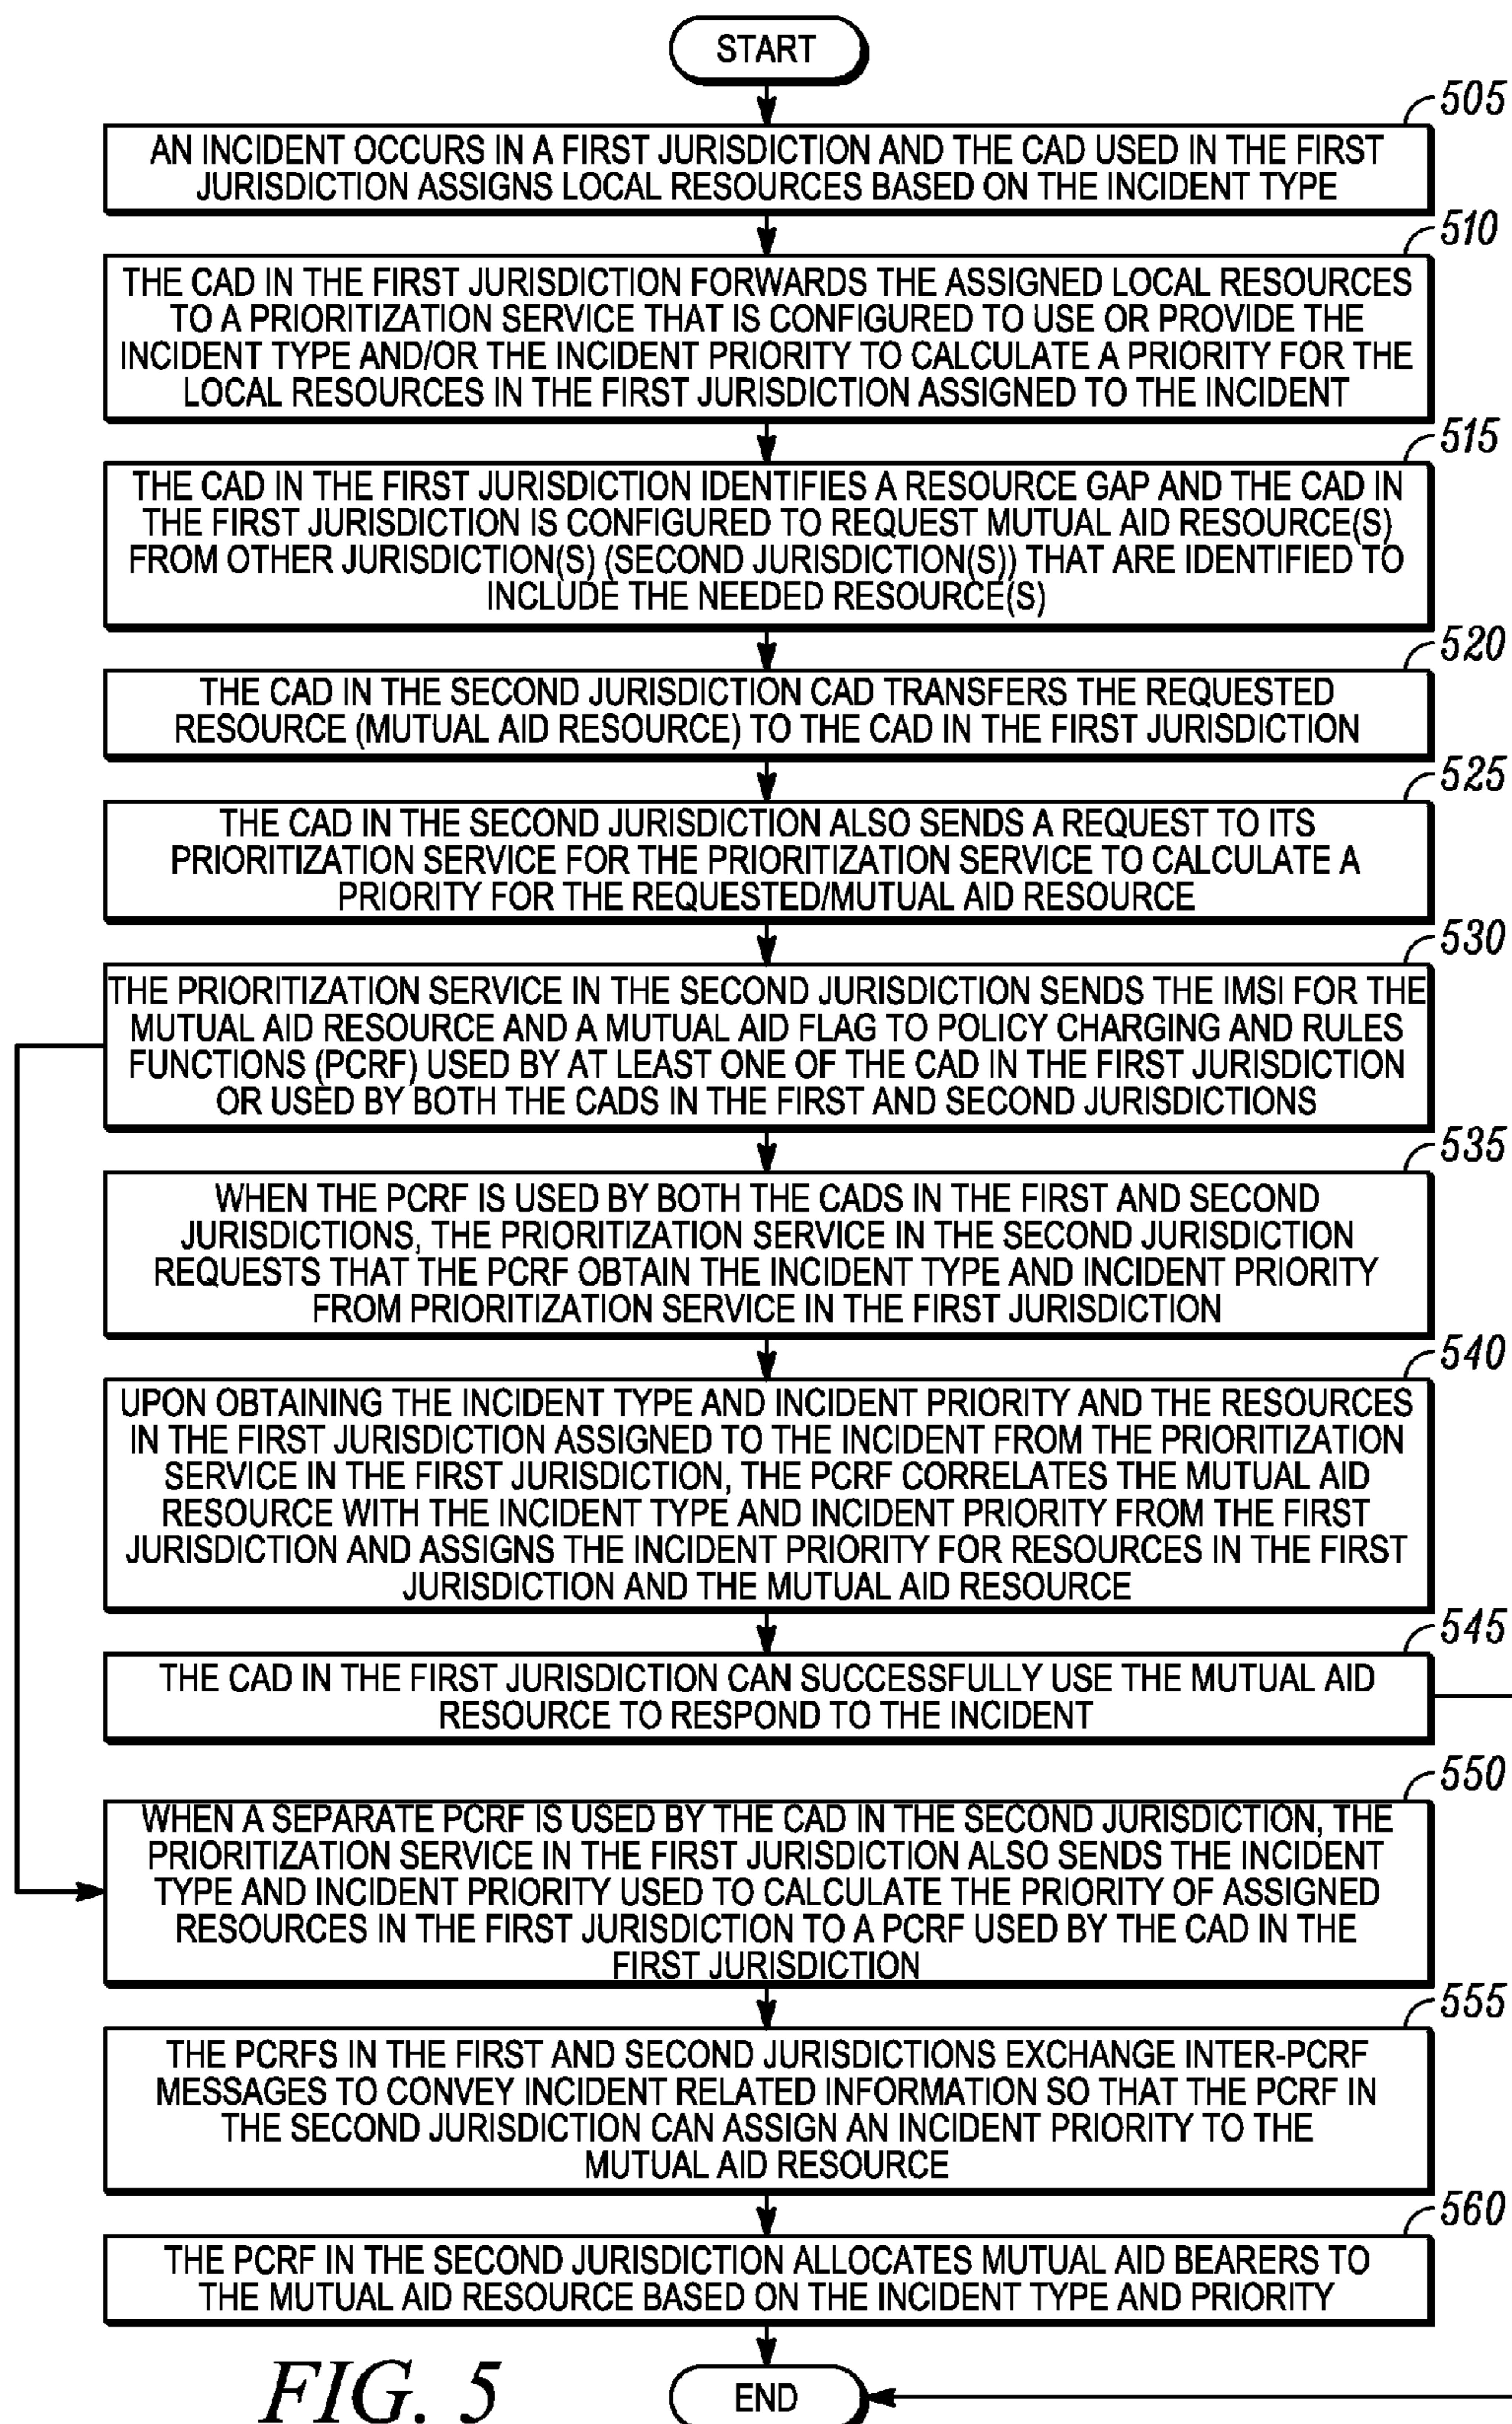 START
505
AN INCIDENT OCCURS IN A FIRST JURISDICTION AND THE CAD USED IN THE FIRST
JURISDICTION ASSIGNS LOCAL RESOURCES BASED ON THE INCIDENT TYPE
510
THE CAD IN THE FIRST JURISDICTION FORWARDS THE ASSIGNED LOCAL RESOURCES
TO A PRIORITIZATION SERVICE THAT IS CONFIGURED TO USE OR PROVIDE THE
INCIDENT TYPE AND/OR THE INCIDENT PRIORITY TO CALCULATE A PRIORITY FOR THE
LOCAL RESOURCES IN THE FIRST JURISDICTION ASSIGNED TO THE INCIDENT
515
THE CAD IN THE FIRST JURISDICTION IDENTIFIES A RESOURCE GAP AND THE CAD IN
THE FIRST JURISDICTION IS CONFIGURED TO REQUEST MUTUAL AID RESOURCE(S)
FROM OTHER JURISDICTION(S) (SECOND JURISDICTION(S)) THAT ARE IDENTIFIED TO
INCLUDE THE NEEDED RESOURCE(S)
520
THE CAD IN THE SECOND JURISDICTION CAD TRANSFERS THE REQUESTED
RESOURCE (MUTUAL AID RESOURCE) TO THE CAD IN THE FIRST JURISDICTION
525
THE CAD IN THE SECOND JURISDICTION ALSO SENDS A REQUEST TO ITS
PRIORITIZATION SERVICE FOR THE PRIORITIZATION SERVICE TO CALCULATE A
PRIORITY FOR THE REQUESTED/MUTUAL AID RESOURCE
530
THE PRIORITIZATION SERVICE IN THE SECOND JURISDICTION SENDS THE IMSI FOR THE
MUTUAL AID RESOURCE AND A MUTUAL AID FLAG TO POLICY CHARGING AND RULES
FUNCTIONS (PCRF) USED BY AT LEAST ONE OF THE CAD IN THE FIRST JURISDICTION
OR USED BY BOTH THE CADS IN THE FIRST AND SECOND JURISDICTIONS
535
WHEN THE PCRF IS USED BY BOTH THE CADS IN THE FIRST AND SECOND
JURISDICTIONS, THE PRIORITIZATION SERVICE IN THE SECOND JURISDICTION
REQUESTS THAT THE PCRF OBTAIN THE INCIDENT TYPE AND INCIDENT PRIORITY
FROM PRIORITIZATION SERVICE IN THE FIRST JURISDICTION
540
UPON OBTAINING THE INCIDENT TYPE AND INCIDENT PRIORITY AND THE RESOURCES
IN THE FIRST JURISDICTION ASSIGNED TO THE INCIDENT FROM THE PRIORITIZATION
SERVICE IN THE FIRST JURISDICTION, THE PCRF CORRELATES THE MUTUAL AID
RESOURCE WITH THE INCIDENT TYPE AND INCIDENT PRIORITY FROM THE FIRST
JURISDICTION AND ASSIGNS THE INCIDENT PRIORITY FOR RESOURCES IN THE FIRST
JURISDICTION AND THE MUTUAL AID RESOURCE
545
THE CAD IN THE FIRST JURISDICTION CAN SUCCESSFULLY USE THE MUTUAL AID
RESOURCE TO RESPOND TO THE INCIDENT
550
WHEN A SEPARATE PCRF IS USED BY THE CAD IN THE SECOND JURISDICTION, THE
PRIORITIZATION SERVICE IN THE FIRST JURISDICTION ALSO SENDS THE INCIDENT
TYPE AND INCIDENT PRIORITY USED TO CALCULATE THE PRIORITY OF ASSIGNED
RESOURCES IN THE FIRST JURISDICTION TO A PCRF USED BY THE CAD IN THE
FIRST JURISDICTION
555
THE PCRFS IN THE FIRST AND SECOND JURISDICTIONS EXCHANGE INTER-PCRF
MESSAGES TO CONVEY INCIDENT RELATED INFORMATION SO THAT THE PCRF IN
THE SECOND JURISDICTION CAN ASSIGN AN INCIDENT PRIORITY TO THE
MUTUAL AID RESOURCE
560
THE PCRF IN THE SECOND JURISDICTION ALLOCATES MUTUAL AID BEARERS TO
THE MUTUAL AID RESOURCE BASED ON THE INCIDENT TYPE AND PRIORITY
END
FIG. 5